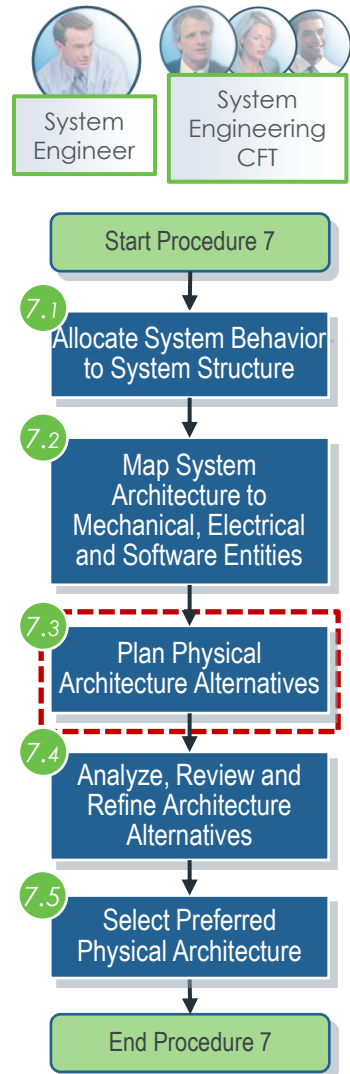 System
Engineer
System
Engineering
CFT
Start Procedure 7
7.1
Allocate System Behavior
to System Structure
7.2
Map System
Architecture to
Mechanical, Electrical
and Software Entities
7.3
Plan Physical
Architecture Alternatives
7.4
Analyze, Review and
Refine Architecture
Alternatives
7.5
Select Preferred
Physical Architecture
End Procedure 7